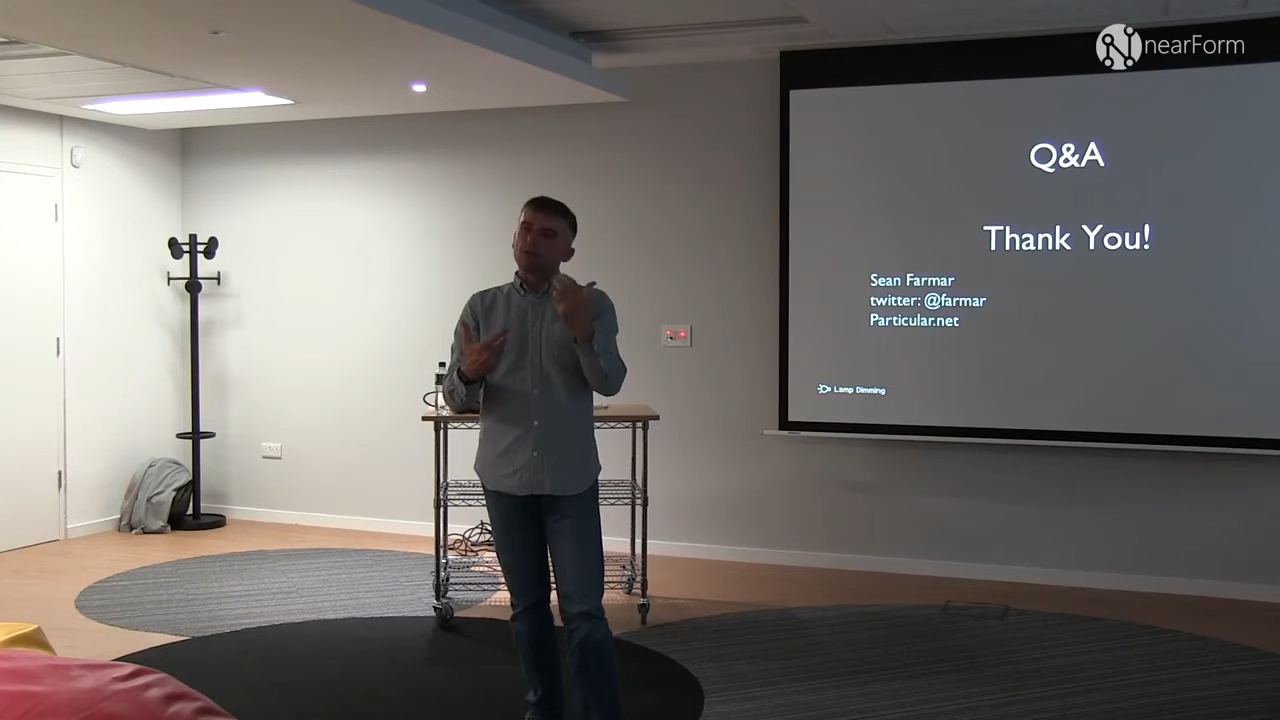 nearForm
Q&A
Thank You!
Sean Farmar
twitter: @farmar
Particular.net
Lamp Dimming